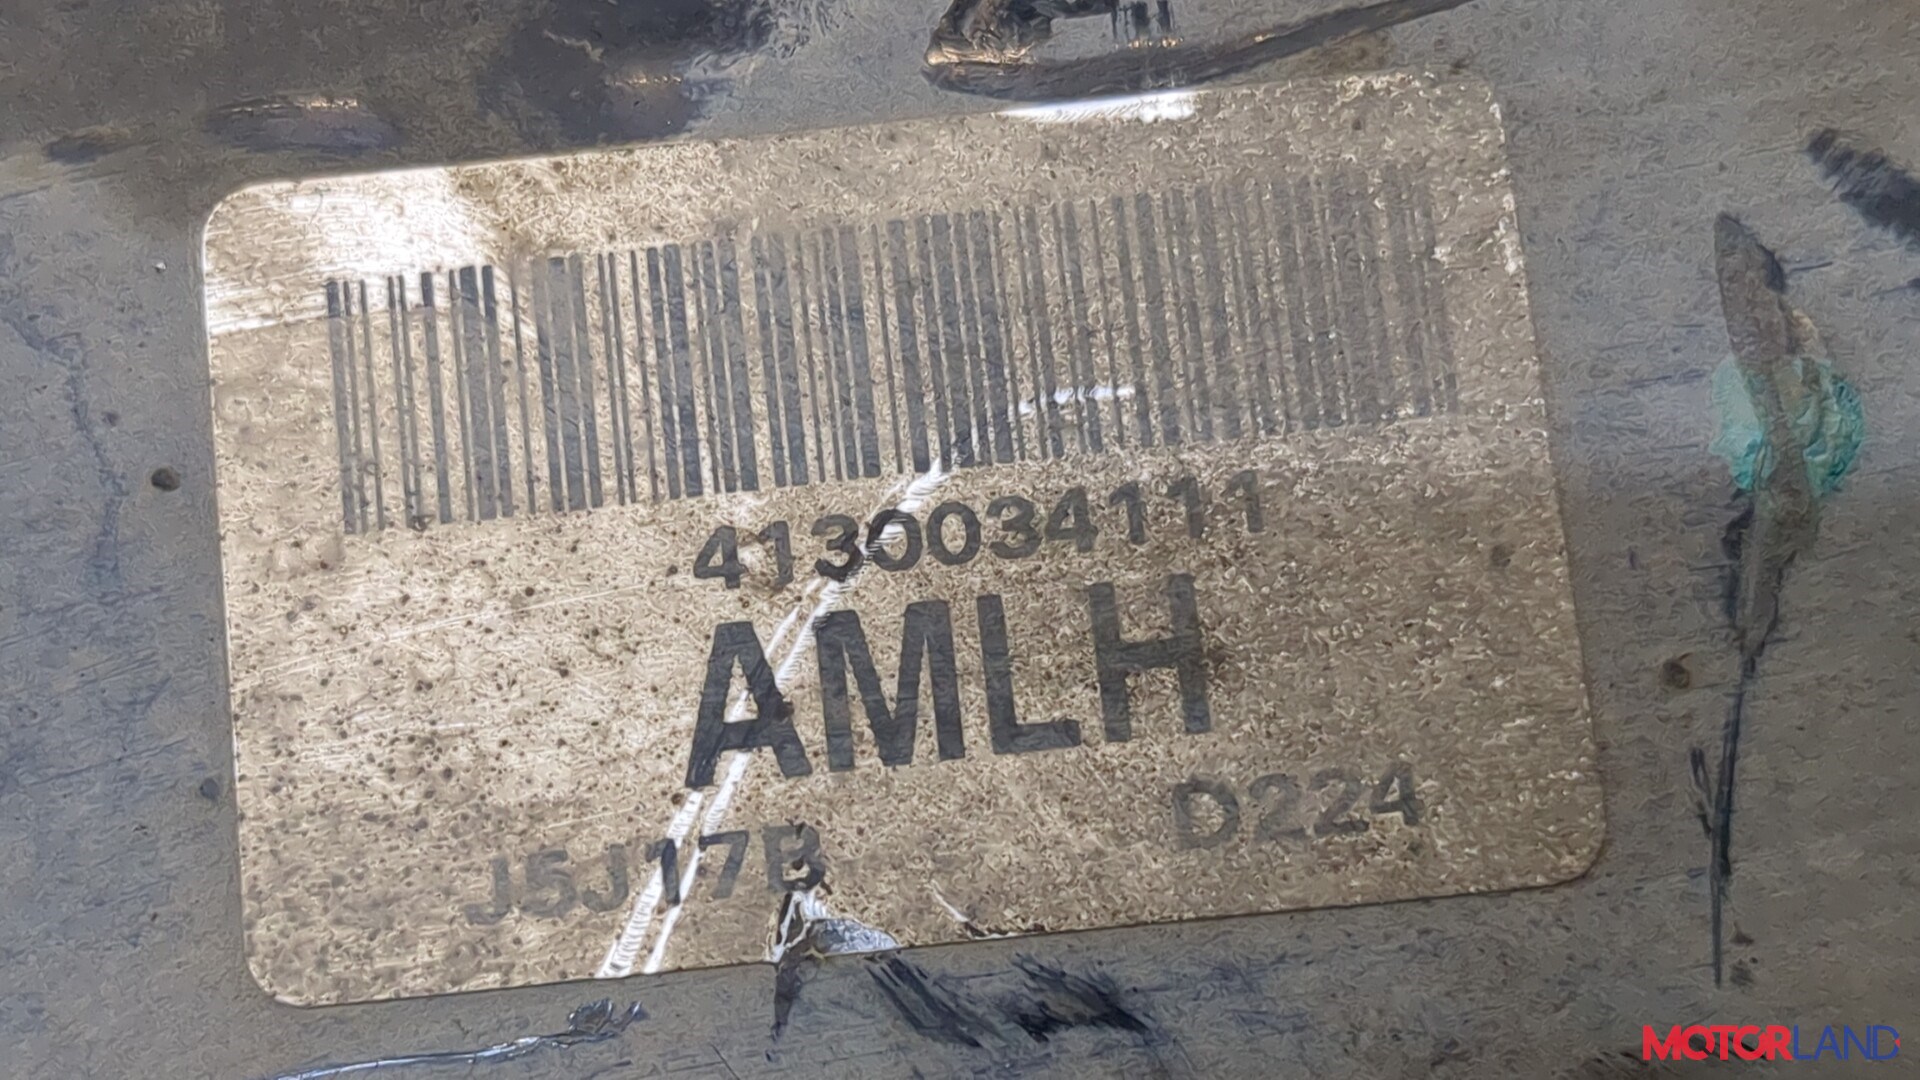 4130034111
AMLH
D224
J5J17B
MOTORLAND